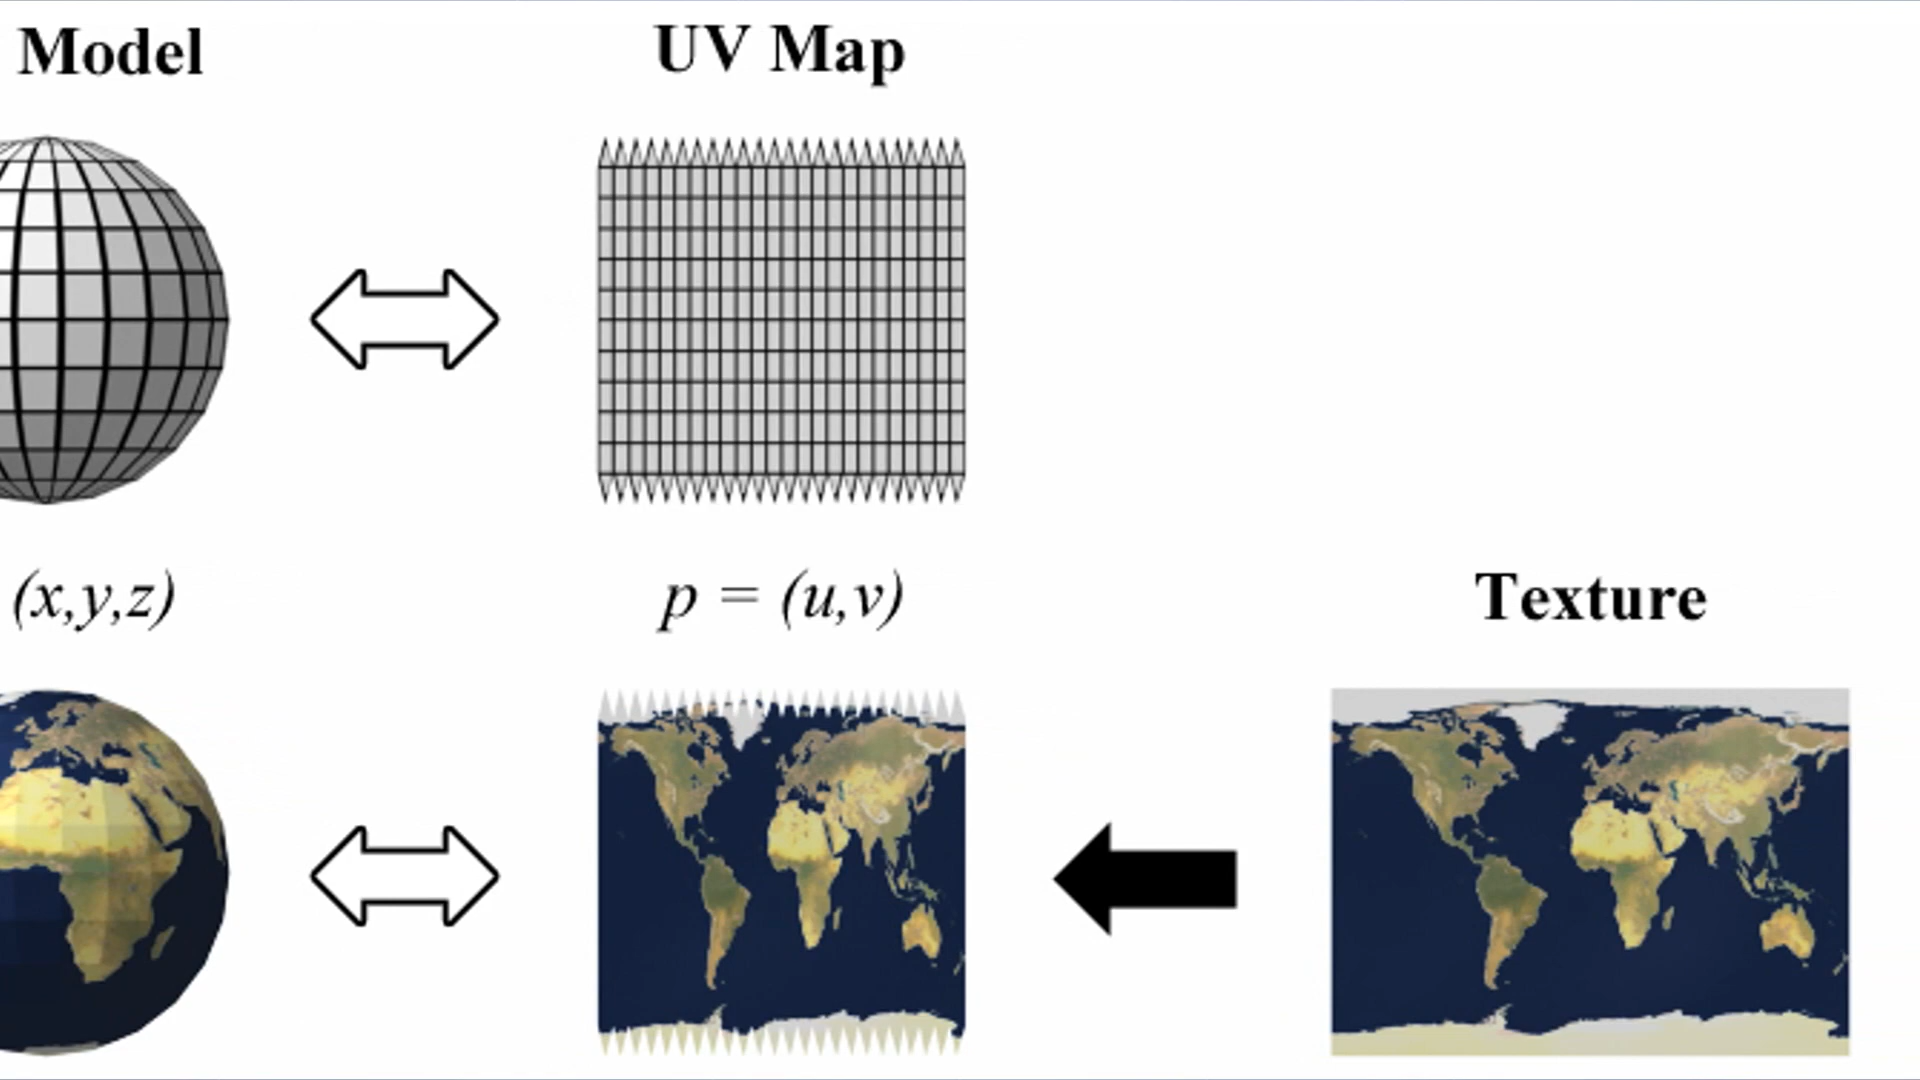 Model
UV Map
(x,y,z)
p = (u,v)
Texture